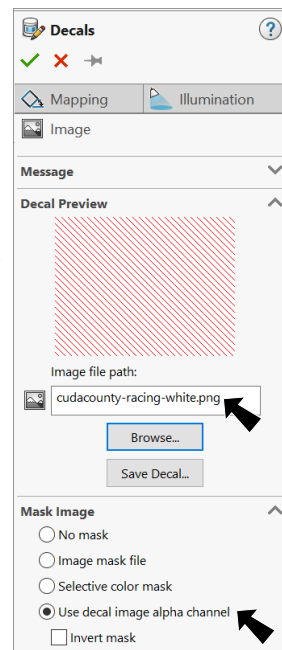 Decals
?
Mapping
Illumination
Image
Message
Decal Preview
Image file path:
cudacounty-racing-white.png
Browse...
Save Decal...
Mask Image
No mask
Image mask file
Selective color mask
Use decal image alpha channel
Invert mask